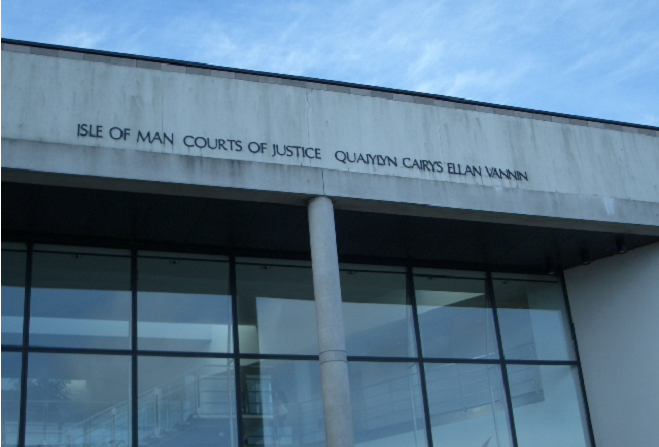 ISLE OF MAN COURTS OF JUSTICE QUAIYLYN CAIRYS ELLAN VANNIN